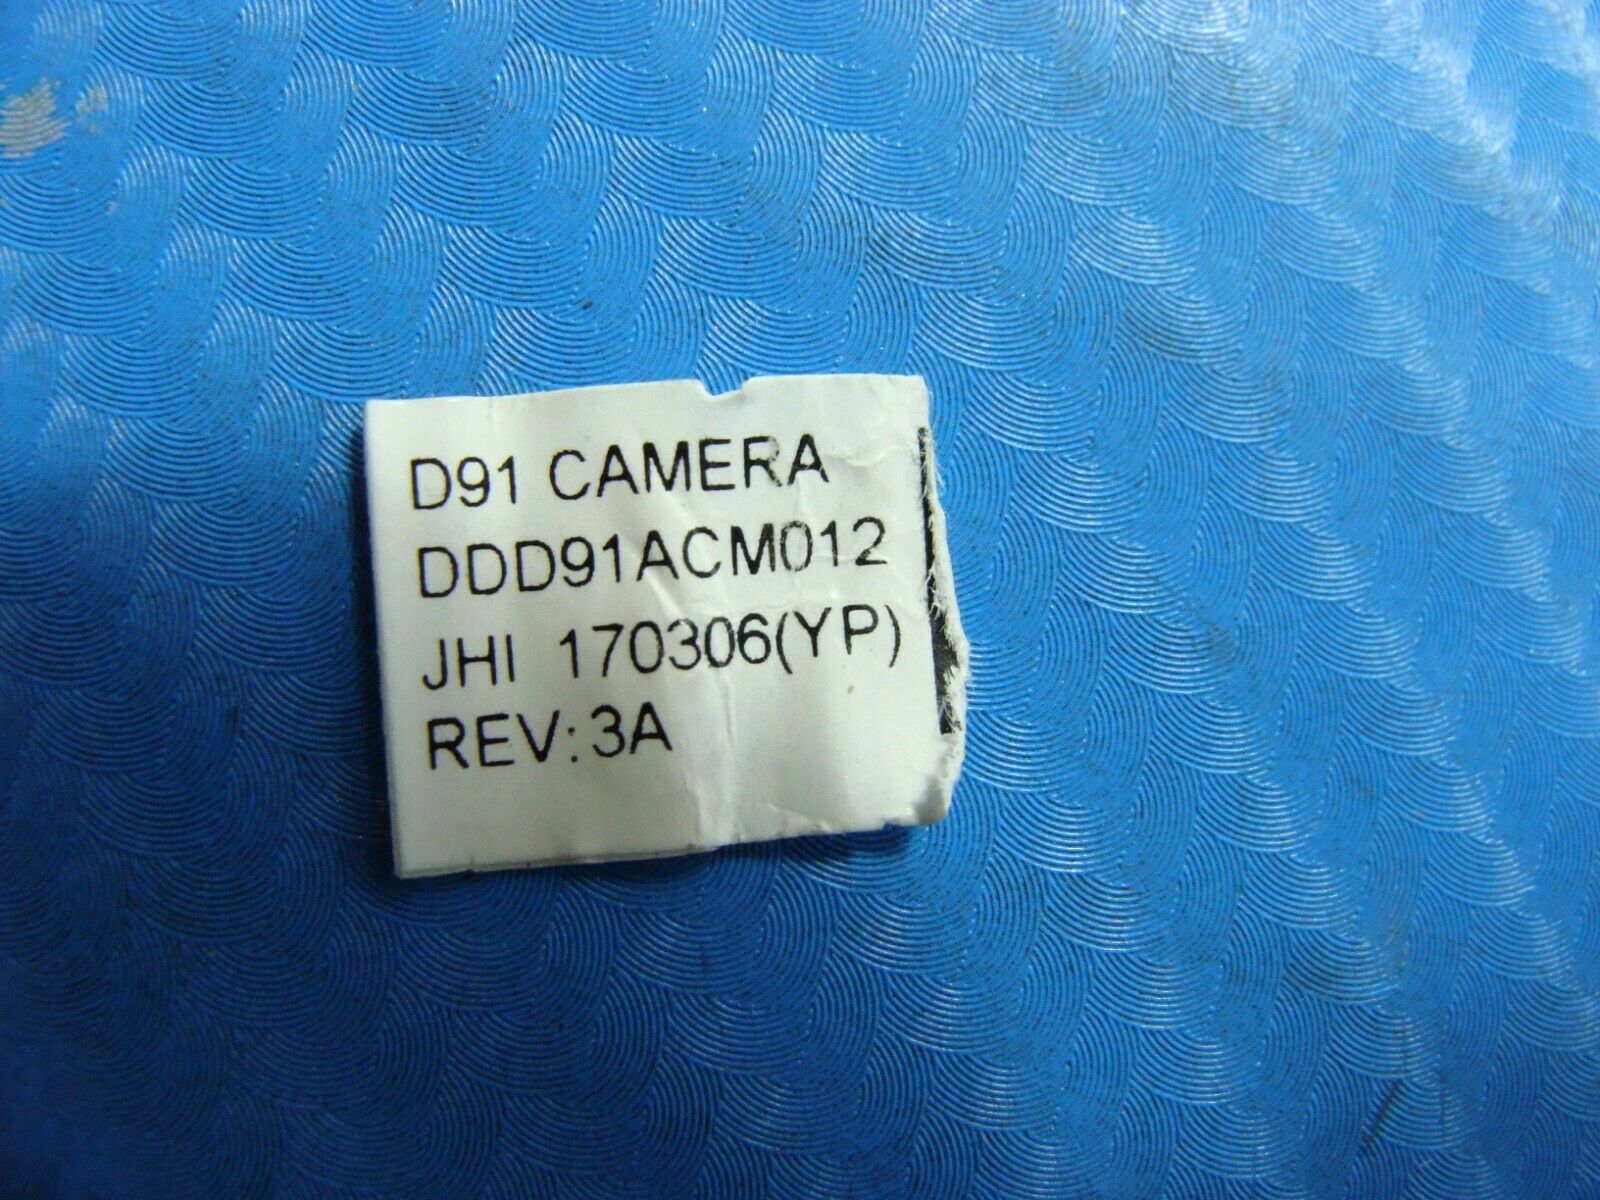 D91 CAMERA
DDD91ACM012
JHI 170306(YP)
REV: 3A